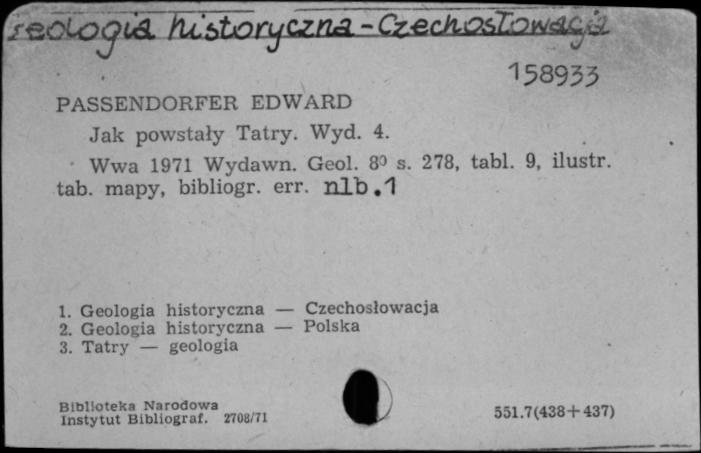 Geologia historyczna - Czechosłowacja
158933
PASSENDORFER EDWARD
Jak powstały Tatry. Wyd. 4.
Wwa 1971 Wydawn. Geol. 8⁰ s. 278, tabl. 9, ilustr.
tab. mapy, bibliogr. err. nlb.1
1. Geologia historyczna — Czechosłowacja
2. Geologia historyczna — Polska
3. Tatry — geologia
Biblioteka Narodowa
Instytut Bibliograf. 2708/71
551.7(438+437)